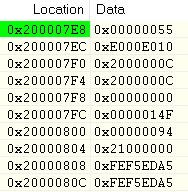 Location Data
0x200007E8 0x00000055
0x200007EC 0xE000E010
0x200007F0 0x2000000C
0x200007F4 0x2000000C
0x200007F8 0x00000000
0x200007FC 0x0000014F
0x20000800 0x00000094
0x20000804 0x21000000
0x20000808 0xFEF5EDA5
0x2000080C 0xFEF5EDA5